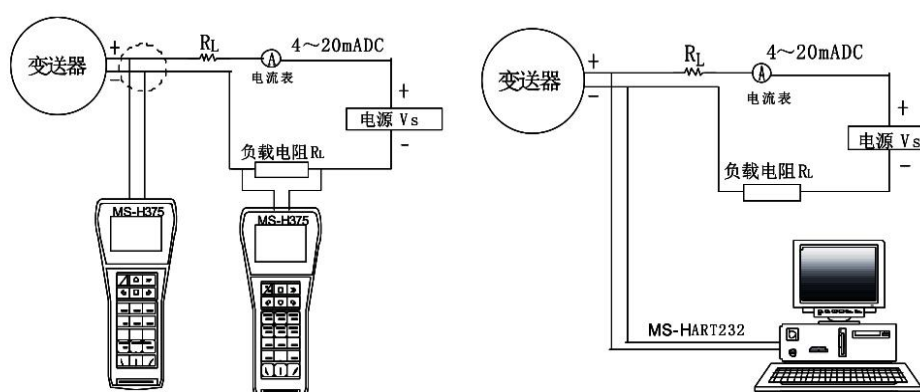 变送器
+
-
RL
A
电流表
4～20mADC
+
电源 Vs
-
负载电阻RL
MS-H375
MS-H375
变送器
+
-
RL
A
电流表
4～20mADC
+
电源 Vs
-
负载电阻RL
MS-HART232